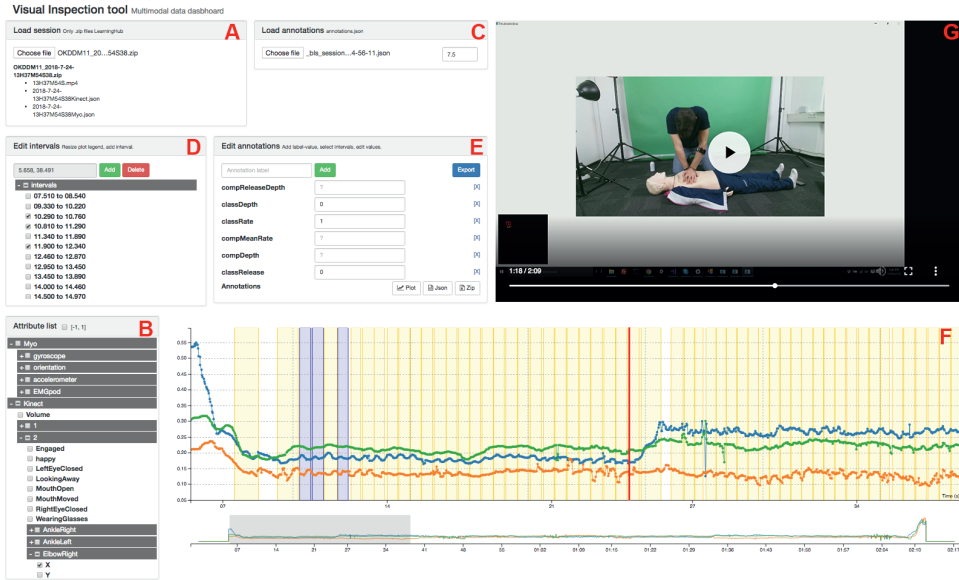 Visual Inspection tool Multimodal data dasbhoard
Load session Only .zip files LearningHub
A
Choose file OKDDM11_20...54S38.zip
OKDDM11_2018-7-24-
13H37M54S38.zip
13H37M54S.mp4
2018-7-24-
13H37M54S38Kinect.json
2018-7-24-
13H37M54S38Myo.json
Load annotations annotations.json
C
Choose file _bls_session...4-56-11.json 7.5
G
1:18 / 2:09
Edit intervals Resize plot legend, add interval.
D
5.658, 38.491 Add Delete
- intervals
07.510 to 08.540
09.330 to 10.220
10.290 to 10.760
10.810 to 11.290
11.340 to 11.890
11.900 to 12.340
12.460 to 12.870
12.950 to 13.450
13.450 to 13.890
14.000 to 14.460
14.500 to 14.970
Edit annotations Add label-value, select intervals, edit values.
E
Annotation label Add Export
compReleaseDepth ? [X]
classDepth 0 [X]
classRate 1 [X]
compMeanRate ? [X]
compDepth ? [X]
classRelease 0 [X]
Annotations Plot Json Zip
Attribute list [-1, 1]
B
- Myo
+ gyroscope
+ orientation
+ accelerometer
+ EMGpod
- Kinect
Volume
+ 1
- 2
Engaged
Happy
LeftEyeClosed
LookingAway
MouthOpen
MouthMoved
RightEyeClosed
WearingGlasses
+ AnkleRight
+ AnkleLeft
- ElbowRight
X
Y
F
0.55
0.50
0.45
0.40
0.35
0.30
0.25
0.20
0.15
0.10
0.05
Time (s)
07 14 21 27 34
07 14 21 27 34 41 48 55 01:02 01:09 01:15 01:22 01:29 01:36 01:43 01:50 01:57 02:04 02:10 02:17